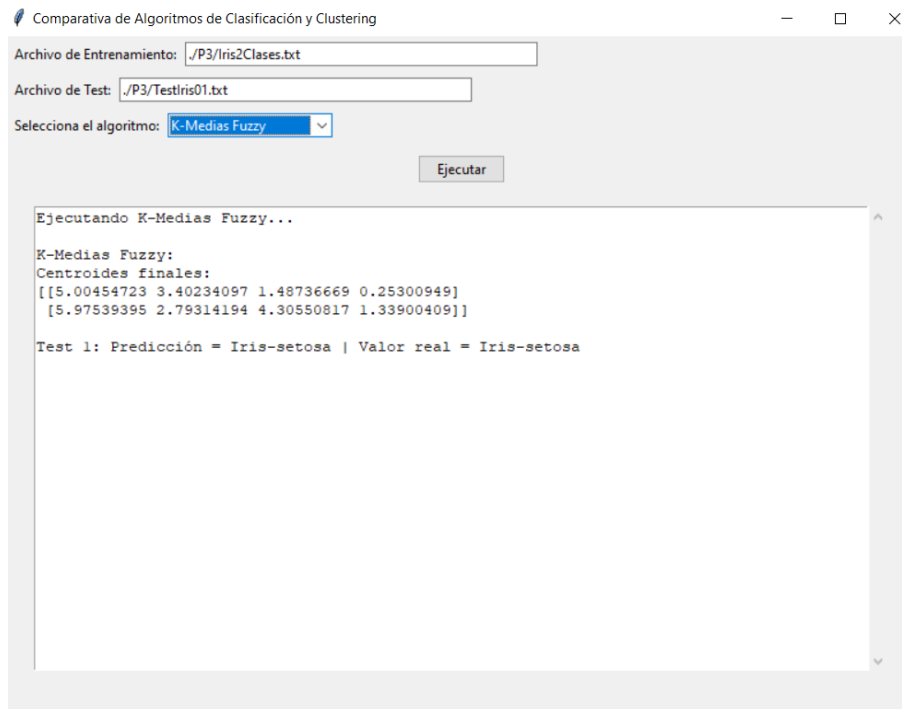 Comparativa de Algoritmos de Clasificación y Clustering
Archivo de Entrenamiento: ./P3/Iris2Clases.txt
Archivo de Test: ./P3/TestIris01.txt
Selecciona el algoritmo: K-Medias Fuzzy
Ejecutar
Ejecutando K-Medias Fuzzy...
K-Medias Fuzzy:
Centroides finales:
[[5.00454723 3.40234097 1.48736669 0.25300949]
[5.97539395 2.79314194 4.30550817 1.33900409]]
Test 1: Predicción = Iris-setosa | Valor real = Iris-setosa